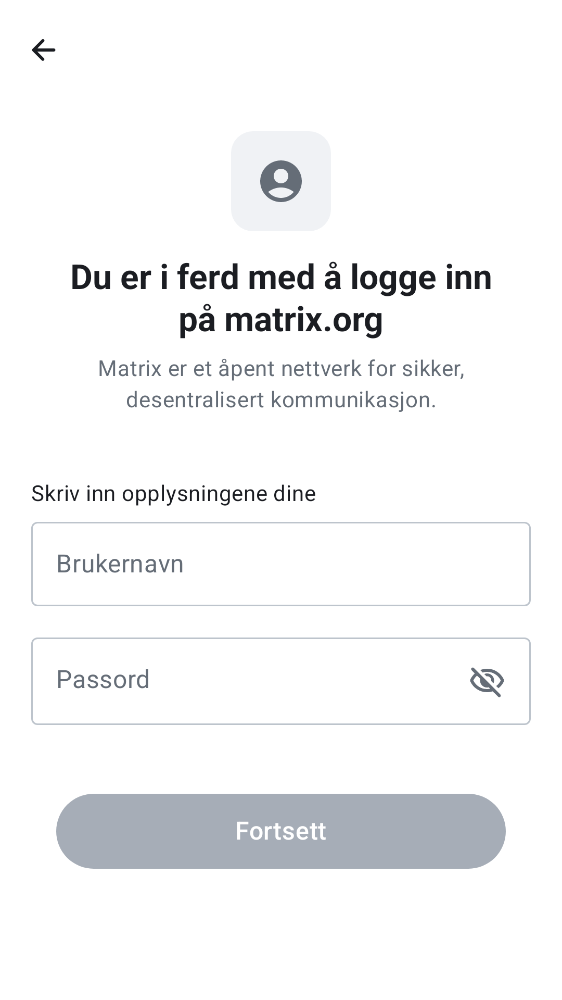 Du er i ferd med å logge inn
på matrix.org
Matrix er et åpent nettverk for sikker,
desentralisert kommunikasjon.
Skriv inn opplysningene dine
Brukernavn
Passord
Fortsett